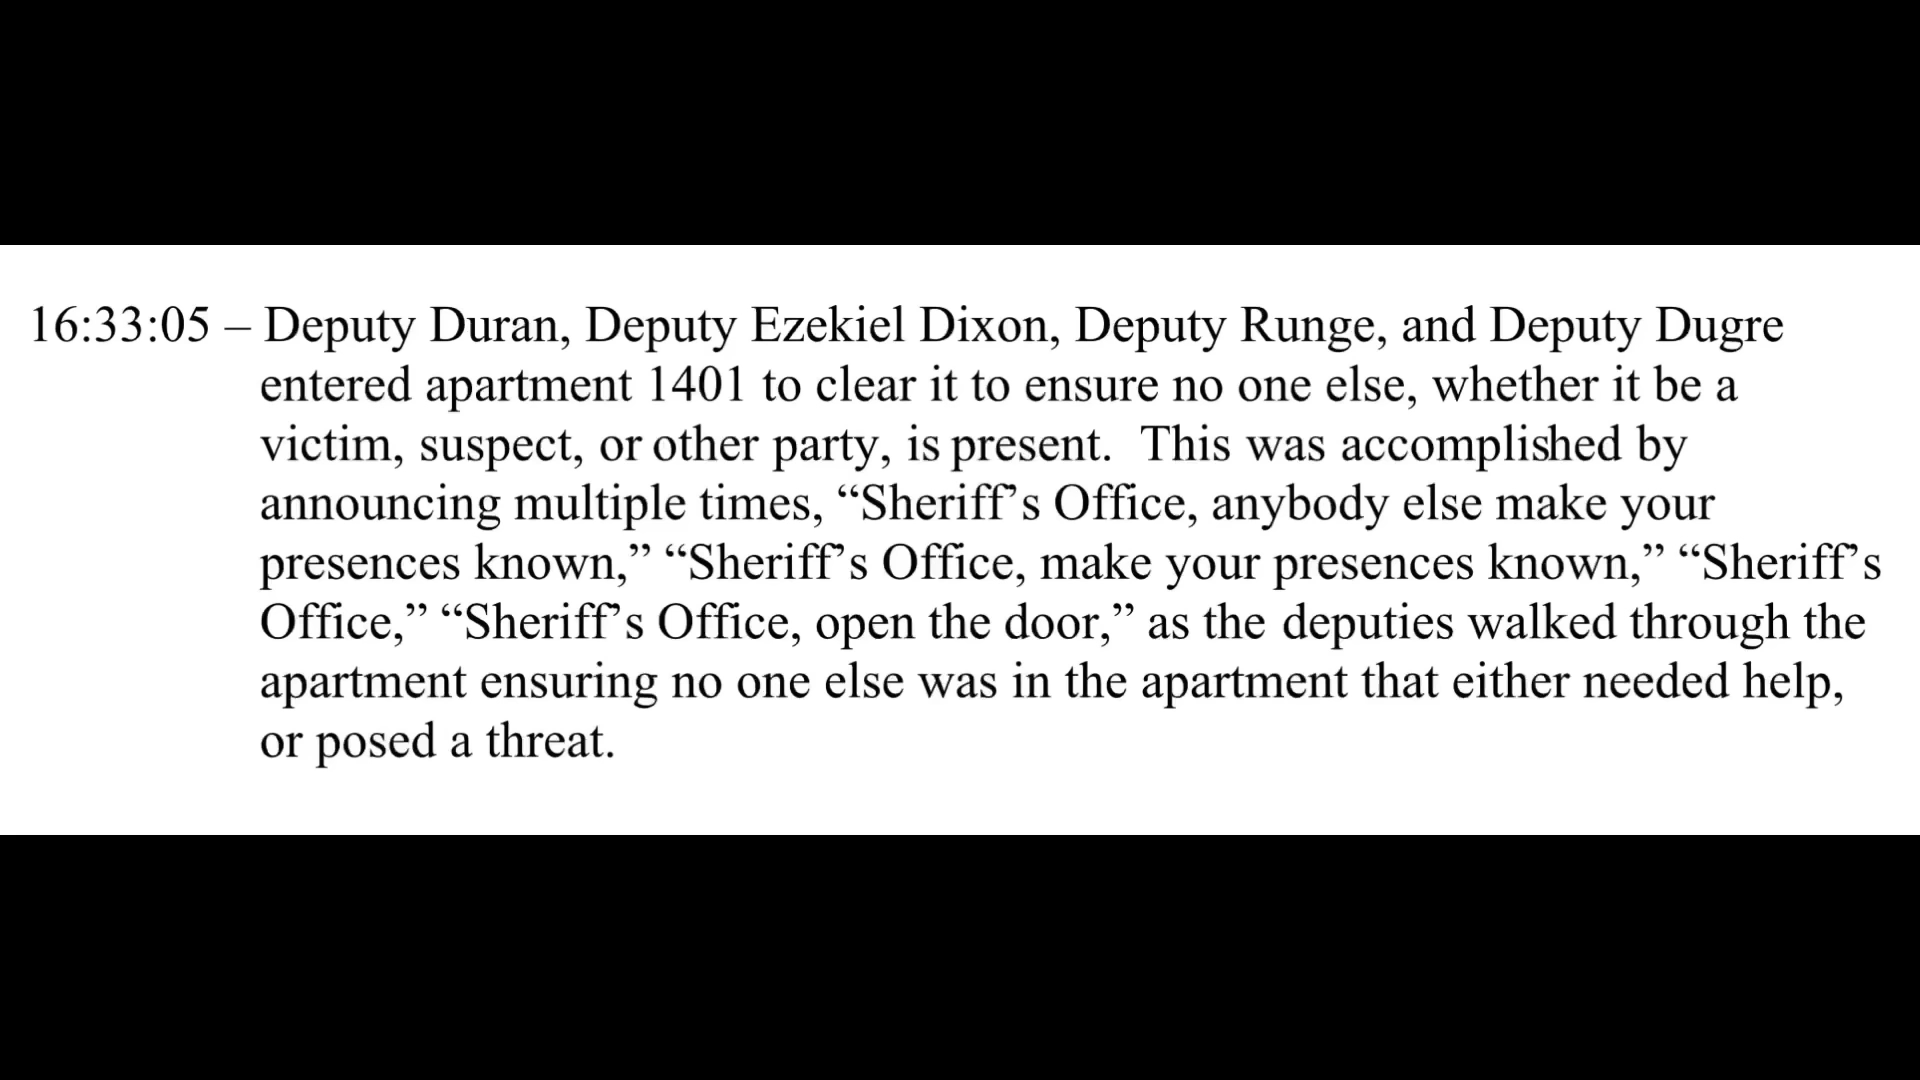 16:33:05 – Deputy Duran, Deputy Ezekiel Dixon, Deputy Runge, and Deputy Dugre
entered apartment 1401 to clear it to ensure no one else, whether it be a
victim, suspect, or other party, is present.  This was accomplished by
announcing multiple times, “Sheriff’s Office, anybody else make your
presences known,” “Sheriff’s Office, make your presences known,” “Sheriff’s
Office,” “Sheriff’s Office, open the door,” as the deputies walked through the
apartment ensuring no one else was in the apartment that either needed help,
or posed a threat.